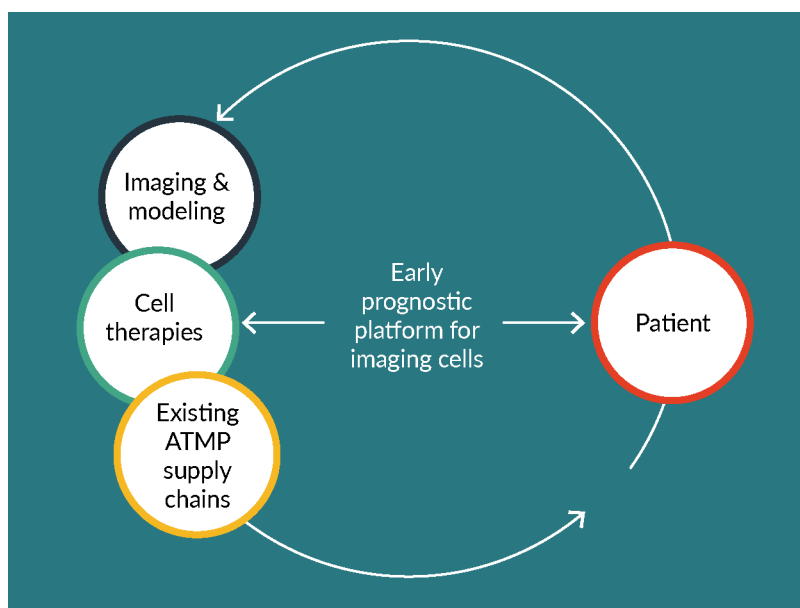 Imaging &
modeling
Cell
therapies
Existing
ATMP
supply
chains
Early
prognostic
platform for
imaging cells
Patient